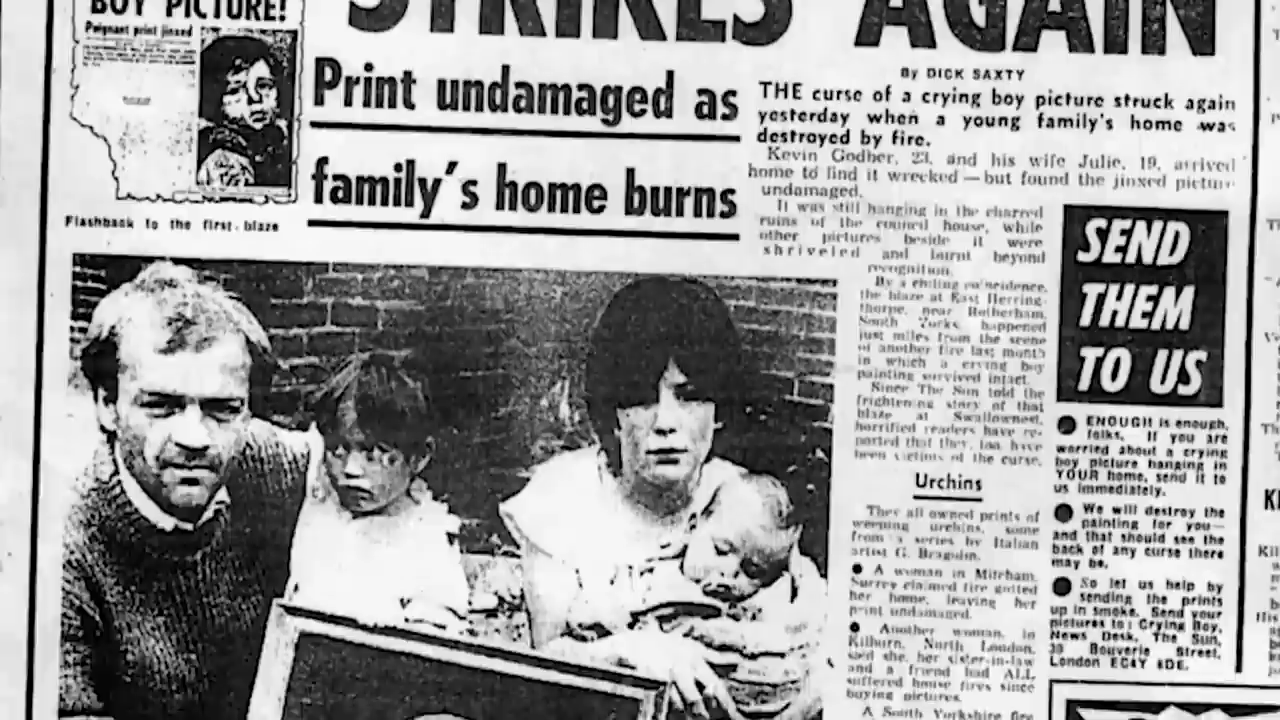 BOY PICTURE!
Poignant print jinxed
Flashback to the first blaze
STRIKES AGAIN
Print undamaged as
family's home burns
By DICK SAXTY
THE curse of a crying boy picture struck again
yesterday when a young family's home was
destroyed by fire.
Kevin Godber, 23, and his wife Julie, 19, arrived
home to find it wrecked — but found the jinxed picture
undamaged.
It was still hanging in the charred
ruins of the council house, while
other pictures beside it were
shriveled and burnt beyond
recognition.
By a chilling coincidence,
the blaze at East Herring-
thorpe, near Rotherham,
South Yorks, happened
just miles from the scene
of another fire last month
in which a crying boy
painting survived intact.
Since The Sun told the
frightening story of that
blaze at Swallownest,
horrified readers have re-
ported that they, too, have
been victims of the curse.
Urchins
They all owned prints of
weeping urchins, some
from a series by Italian
artist G. Bragolin.
● A woman in Mitcham,
Surrey claimed fire gutted
her home, leaving her
print undamaged.
● Another woman, in
Kilburn, North London,
said she, her sister-in-law
and a friend had ALL
suffered house fires since
buying pictures.
A South Yorkshire fire
SEND
THEM
TO US
● ENOUGH is enough,
folks. If you are
worried about a crying
boy picture hanging in
YOUR home, send it to
us immediately.
● We will destroy the
painting for you—
and that should see the
back of any curse there
may be.
● So let us help by
sending the prints
up in smoke. Send your
pictures to: Crying Boy,
News Desk, The Sun,
30 Bouverie Street,
London EC4Y 8DE.